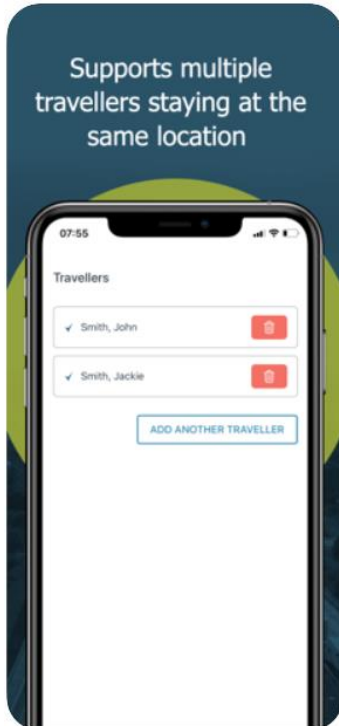 Supports multiple
travellers staying at the
same location
07:55
Travellers
Smith, John
Smith, Jackie
ADD ANOTHER TRAVELLER